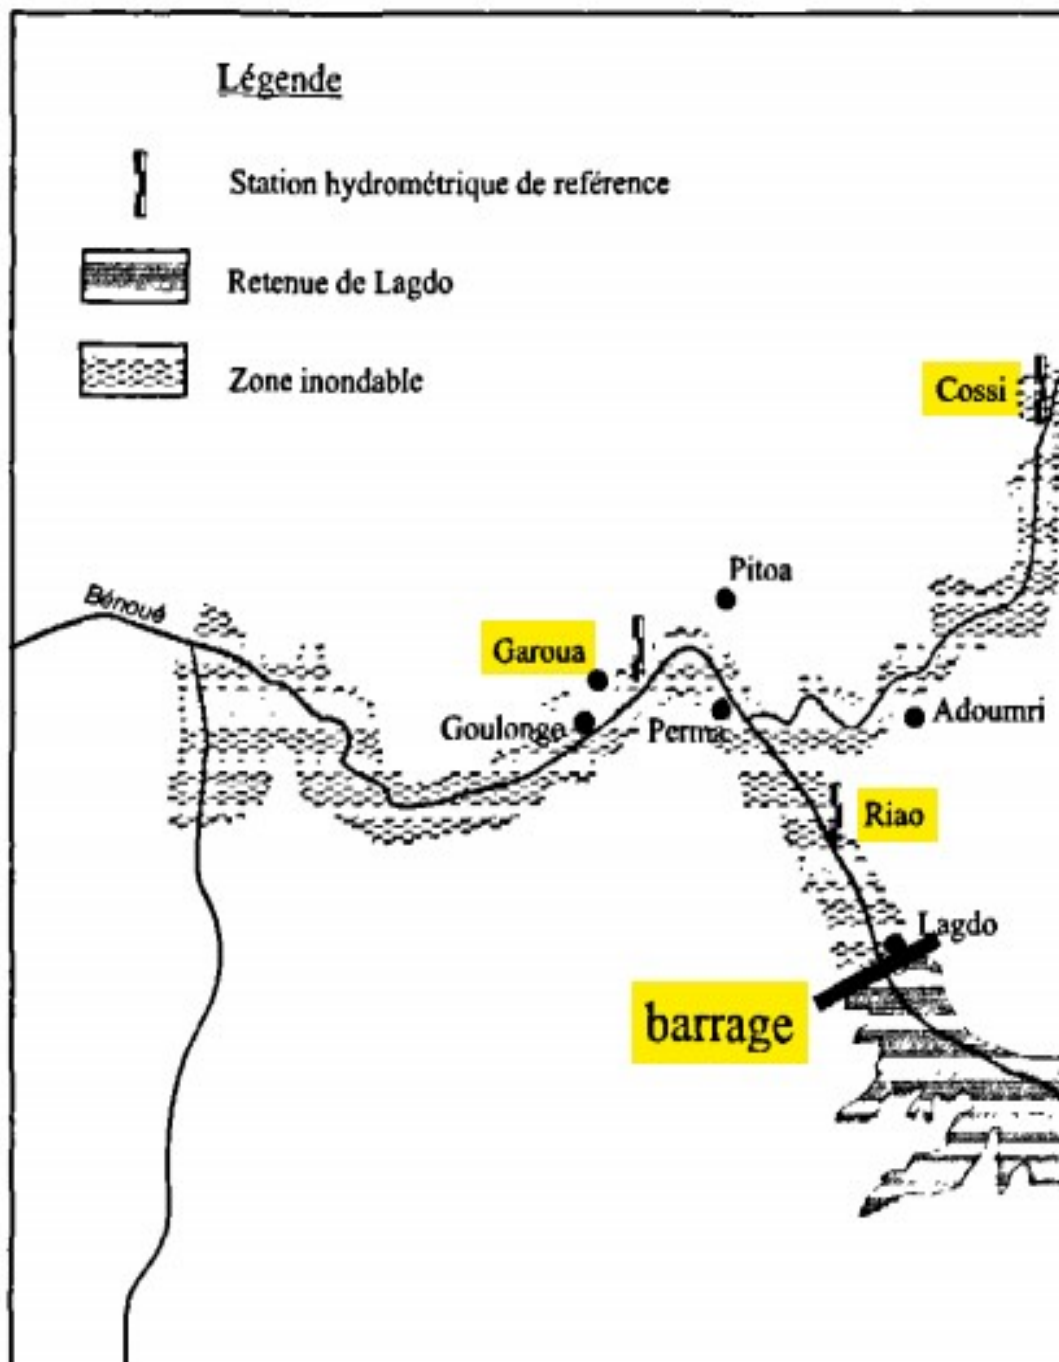 Légende
Station hydrométrique de reférence
Retenue de Lagdo
Zone inondable
Cossi
Pitoa
Bénoué
Garoua
Goulongo
Perma
Adoumri
Riao
Lagdo
barrage